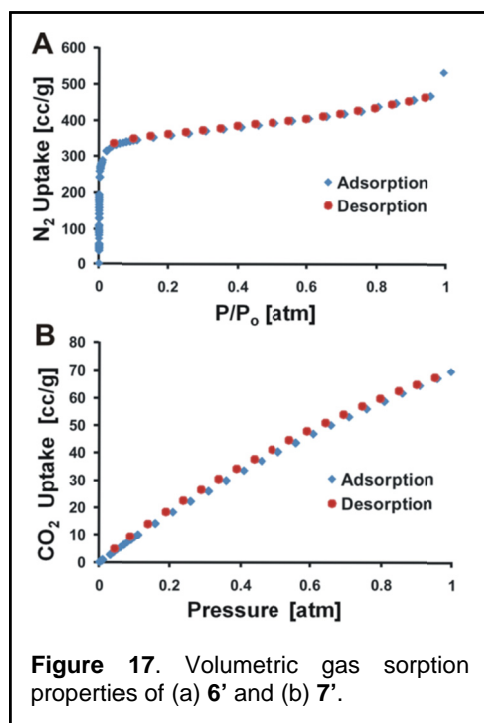 A
N₂ Uptake [cc/g]
600
500
400
300
200
100
0
Adsorption
Desorption
0 0.2 0.4 0.6 0.8 1
P/Pₒ [atm]
B
CO₂ Uptake [cc/g]
80
70
60
50
40
30
20
10
0
Adsorption
Desorption
0 0.2 0.4 0.6 0.8 1
Pressure [atm]
Figure 17. Volumetric gas sorption
properties of (a) 6’ and (b) 7’.